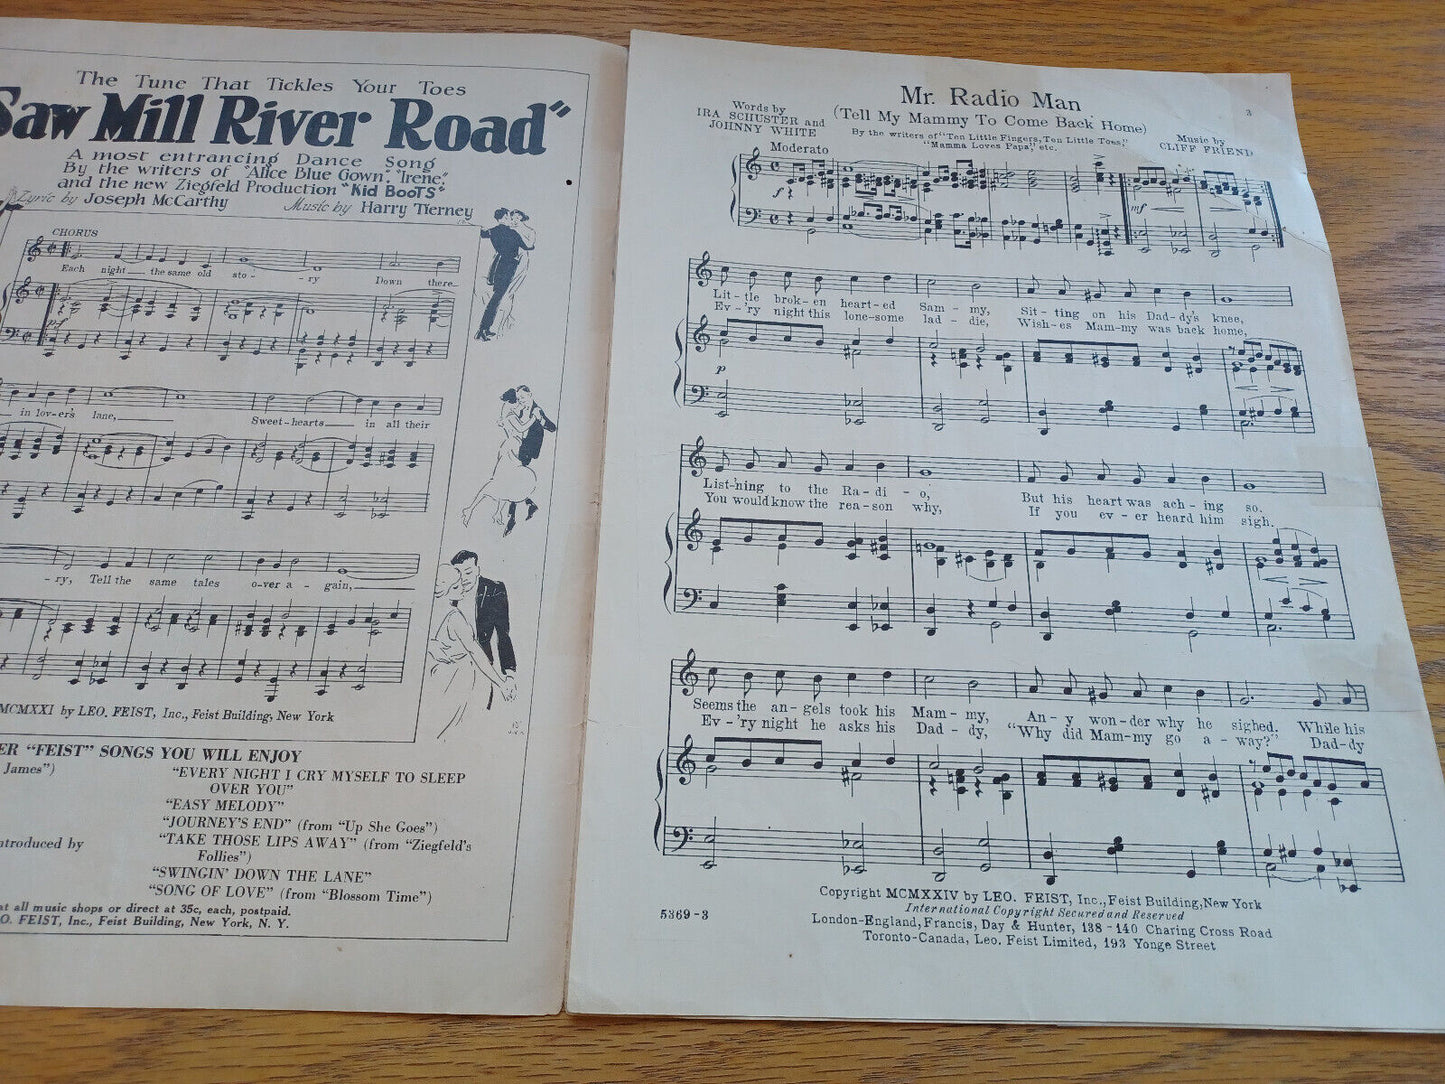 The Tune That Tickles Your Toes
Saw Mill River Road"
A most entrancing Dance Song
By the writers of "Alice Blue Gown", "Irene",
and the new Ziegfeld Production "Kid BooTS"
Lyric by Joseph McCarthy Music by Harry Tierney
CHORUS
Each night the same old sto - - ry Down there
in lov-er's lane, Sweet-hearts in all their
- ry, Tell the same tales o-ver a - gain,
MCMXXI by LEO. FEIST, Inc., Feist Building, New York
ER "FEIST" SONGS YOU WILL ENJOY
James") "EVERY NIGHT I CRY MYSELF TO SLEEP
OVER YOU"
"EASY MELODY"
"JOURNEY'S END" (from "Up She Goes")
ntroduced by "TAKE THOSE LIPS AWAY" (from "Ziegfeld's
Follies")
"SWINGIN' DOWN THE LANE"
"SONG OF LOVE" (from "Blossom Time")
at all music shops or direct at 35c, each, postpaid.
O. FEIST, Inc., Feist Building, New York, N. Y.
3
Mr. Radio Man
(Tell My Mammy To Come Back Home)
Words by
IRA SCHUSTER and
JOHNNY WHITE
By the writers of "Ten Little Fingers, Ten Little Toes,"
"Mamma Loves Papa," etc.
Music by
CLIFF FRIEND
Moderato
f
mf
Lit-tle brok-en heart-ed Sam-my, Sit-ting on his Dad-dy's knee,
Ev-'ry night this lone-some lad-die, Wish-es Mam-my was back home,
p
List-'ning to the Ra-di-o, But his heart was ach-ing so.
You would know the rea-son why, If you ev-er heard him sigh.
Seems the an-gels took his Mam-my, An-y won-der why he sighed, While his
Ev-'ry night he asks his Dad-dy, "Why did Mam-my go a-way?" Dad-dy
Copyright MCMXXIV by LEO. FEIST, Inc., Feist Building, New York
International Copyright Secured and Reserved
5369-3
London-England, Francis, Day & Hunter, 138-140 Charing Cross Road
Toronto-Canada, Leo. Feist Limited, 193 Yonge Street